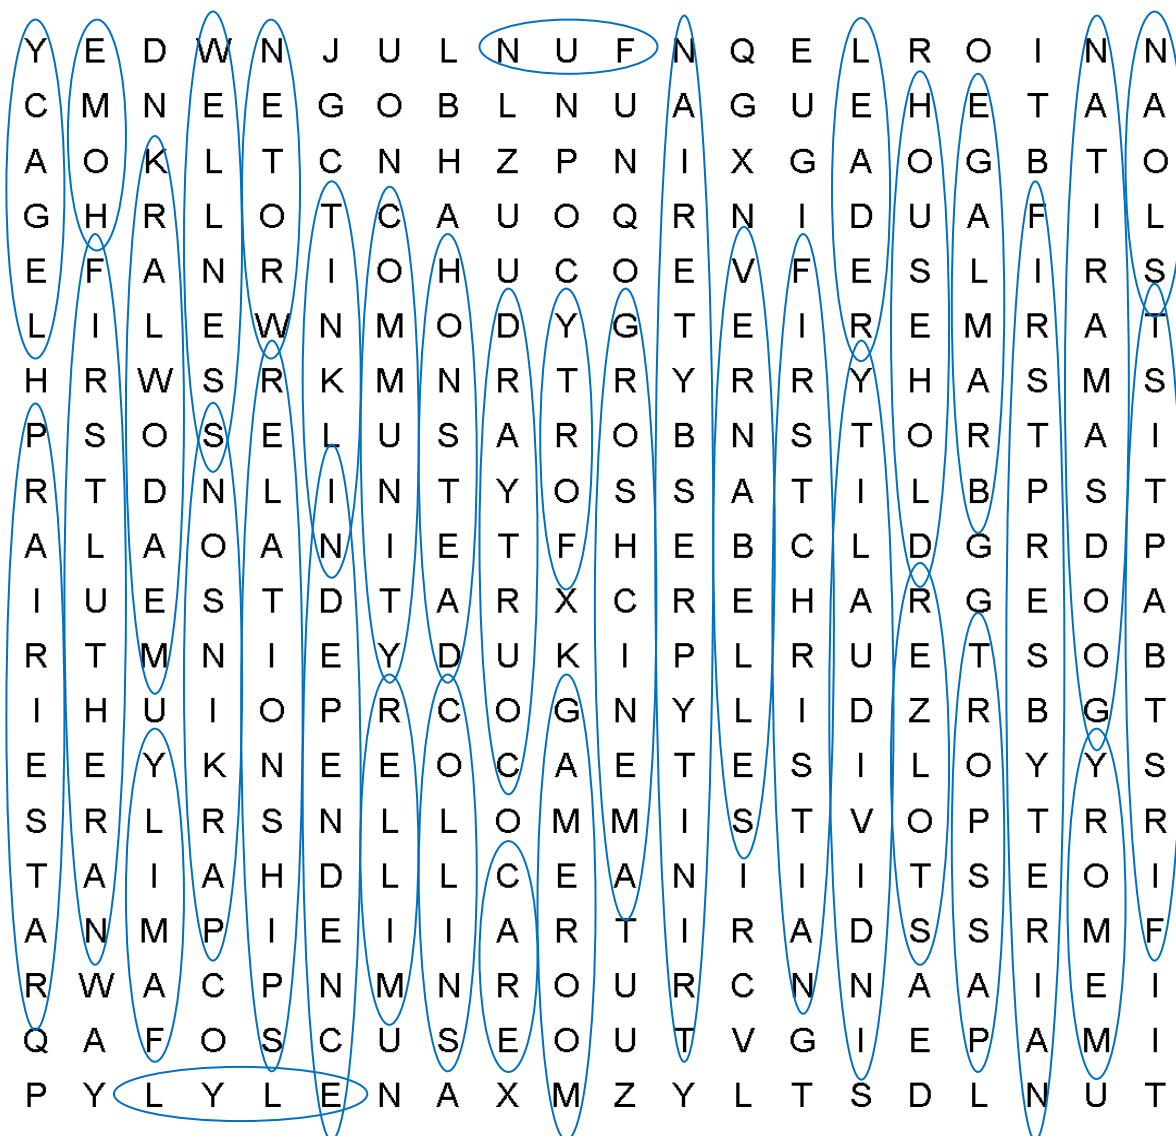 Y E D W N J U L N U F N Q E L R O I N N
C M N E E G O B L N U A G U E H E T A A
A O K L T C N H Z P N I X G A O G B T O
G H R L O T C A U O Q R N I D U A F I L
E F A N R I O H U C O E V F E S L I R S
L I L E W N M O D Y G T E I R E M R A T
H R W S R K M N R T R Y R R Y H A S M S
P S O S E L U S A R O B N S T O R T A I
R T D N L I N T Y O S S A T I L B P S T
A L A O A N I E T F H E B C L D G R D P
I U E S T D T A R X C R E H A R G E O A
R T M N I E Y D U K I P L R U E T S O B
I H U I O P R C O G N Y L I D Z R B G T
E E Y K N E E O C A E T E S I L O Y Y S
S R L R S N L L O M M I S T V O P T R R
T A I A H D L L C E A N I I I T S E O I
A N M P I E I I A R T I R A D S S R M F
R W A C P N M N R O U R C N N A A I E I
Q A F O S C U S E O U T V G I E P A M I
P Y L Y L E N A X M Z Y L T S D L N U T